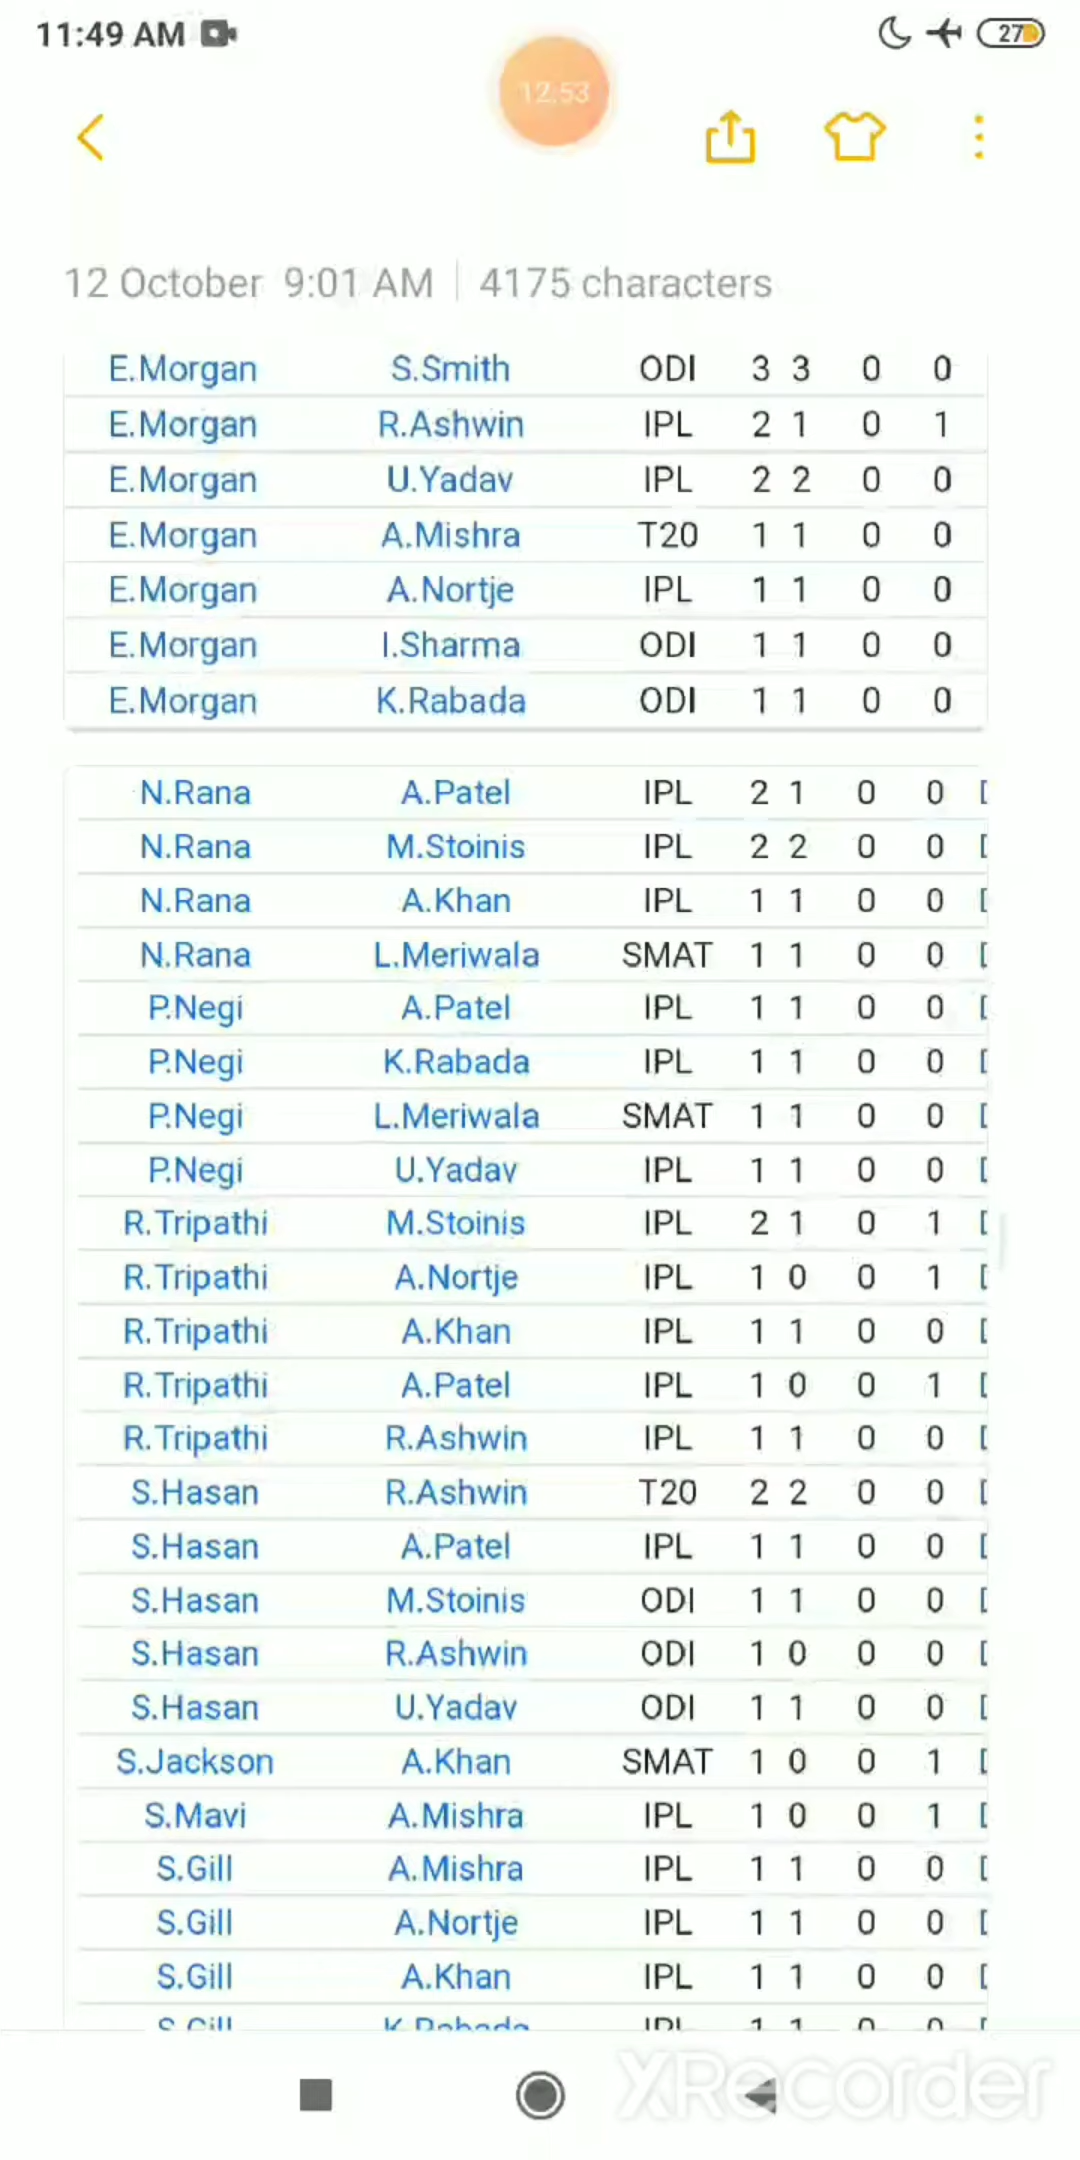 11:49 AM 27
12:53
12 October 9:01 AM | 4175 characters
E.Morgan S.Smith ODI 3 3 0 0
E.Morgan R.Ashwin IPL 2 1 0 1
E.Morgan U.Yadav IPL 2 2 0 0
E.Morgan A.Mishra T20 1 1 0 0
E.Morgan A.Nortje IPL 1 1 0 0
E.Morgan I.Sharma ODI 1 1 0 0
E.Morgan K.Rabada ODI 1 1 0 0
N.Rana A.Patel IPL 2 1 0 0
N.Rana M.Stoinis IPL 2 2 0 0
N.Rana A.Khan IPL 1 1 0 0
N.Rana L.Meriwala SMAT 1 1 0 0
P.Negi A.Patel IPL 1 1 0 0
P.Negi K.Rabada IPL 1 1 0 0
P.Negi L.Meriwala SMAT 1 1 0 0
P.Negi U.Yadav IPL 1 1 0 0
R.Tripathi M.Stoinis IPL 2 1 0 1
R.Tripathi A.Nortje IPL 1 0 0 1
R.Tripathi A.Khan IPL 1 1 0 0
R.Tripathi A.Patel IPL 1 0 0 1
R.Tripathi R.Ashwin IPL 1 1 0 0
S.Hasan R.Ashwin T20 2 2 0 0
S.Hasan A.Patel IPL 1 1 0 0
S.Hasan M.Stoinis ODI 1 1 0 0
S.Hasan R.Ashwin ODI 1 0 0 0
S.Hasan U.Yadav ODI 1 1 0 0
S.Jackson A.Khan SMAT 1 0 0 1
S.Mavi A.Mishra IPL 1 0 0 1
S.Gill A.Mishra IPL 1 1 0 0
S.Gill A.Nortje IPL 1 1 0 0
S.Gill A.Khan IPL 1 1 0 0
S.Gill K.Rabada IPL 1 1 0 0
XRecorder